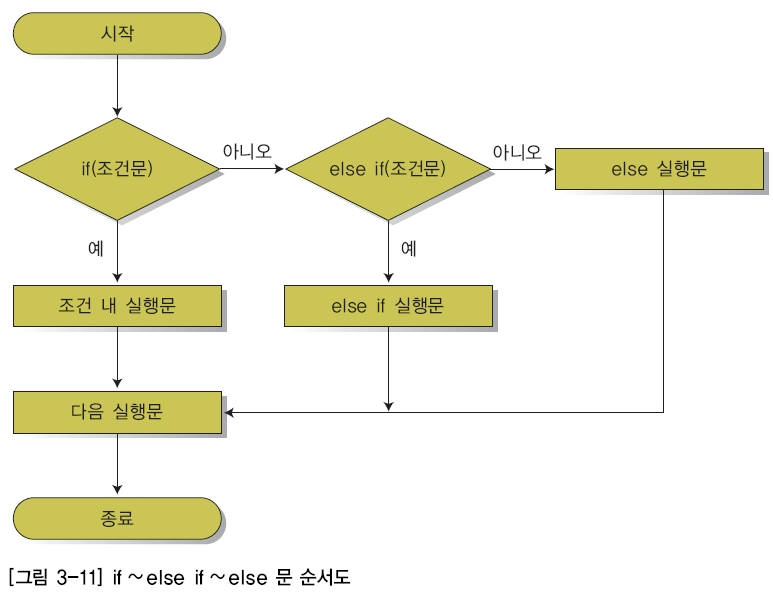 시작
if(조건문)
아니오
else if(조건문)
아니오
else 실행문
예
예
조건 내 실행문
else if 실행문
다음 실행문
종료
[그림 3-11] if ~ else if ~ else 문 순서도